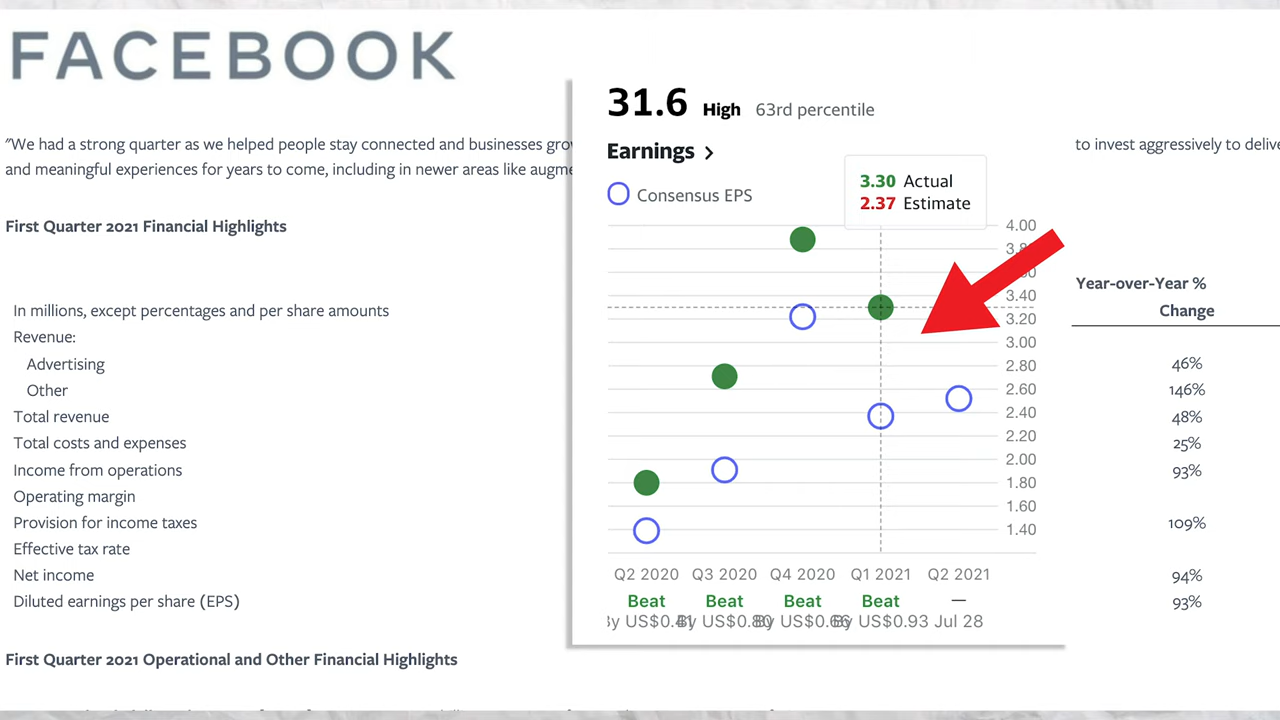 FACEBOOK
"We had a strong quarter as we helped people stay connected and businesses
to invest aggressively to
and meaningful experiences for years to come, including in newer areas like
First Quarter 2021 Financial Highlights
31.6 High 63rd percentile
Earnings >
Consensus EPS
3.30 Actual
2.37 Estimate
4.00
3.40
3.20
3.00
2.80
2.60
2.40
2.20
2.00
1.80
1.60
1.40
Q2 2020 Q3 2020 Q4 2020 Q1 2021 Q2 2021
Beat Beat Beat Beat —
US$0.93 Jul 28
Year-over-Year %
Change
In millions, except percentages and per share amounts
Revenue:
Advertising 46%
Other 146%
Total revenue 48%
Total costs and expenses 25%
Income from operations 93%
Operating margin
Provision for income taxes 109%
Effective tax rate
Net income 94%
Diluted earnings per share (EPS) 93%
First Quarter 2021 Operational and Other Financial Highlights